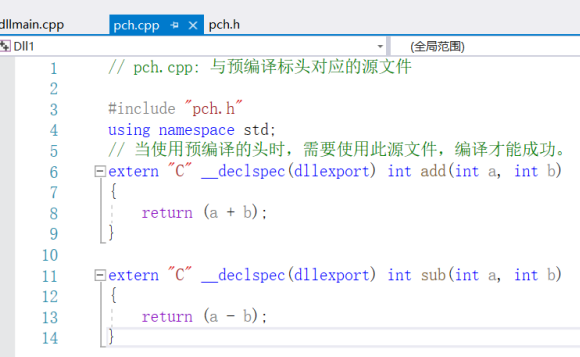 dllmain.cpp pch.cpp pch.h
Dll1 (全局范围)
1 // pch.cpp: 与预编译标头对应的源文件
2
3 #include "pch.h"
4 using namespace std;
5 // 当使用预编译的头时，需要使用此源文件，编译才能成功。
6 extern "C" __declspec(dllexport) int add(int a, int b)
7 {
8 return (a + b);
9 }
10
11 extern "C" __declspec(dllexport) int sub(int a, int b)
12 {
13 return (a - b);
14 }